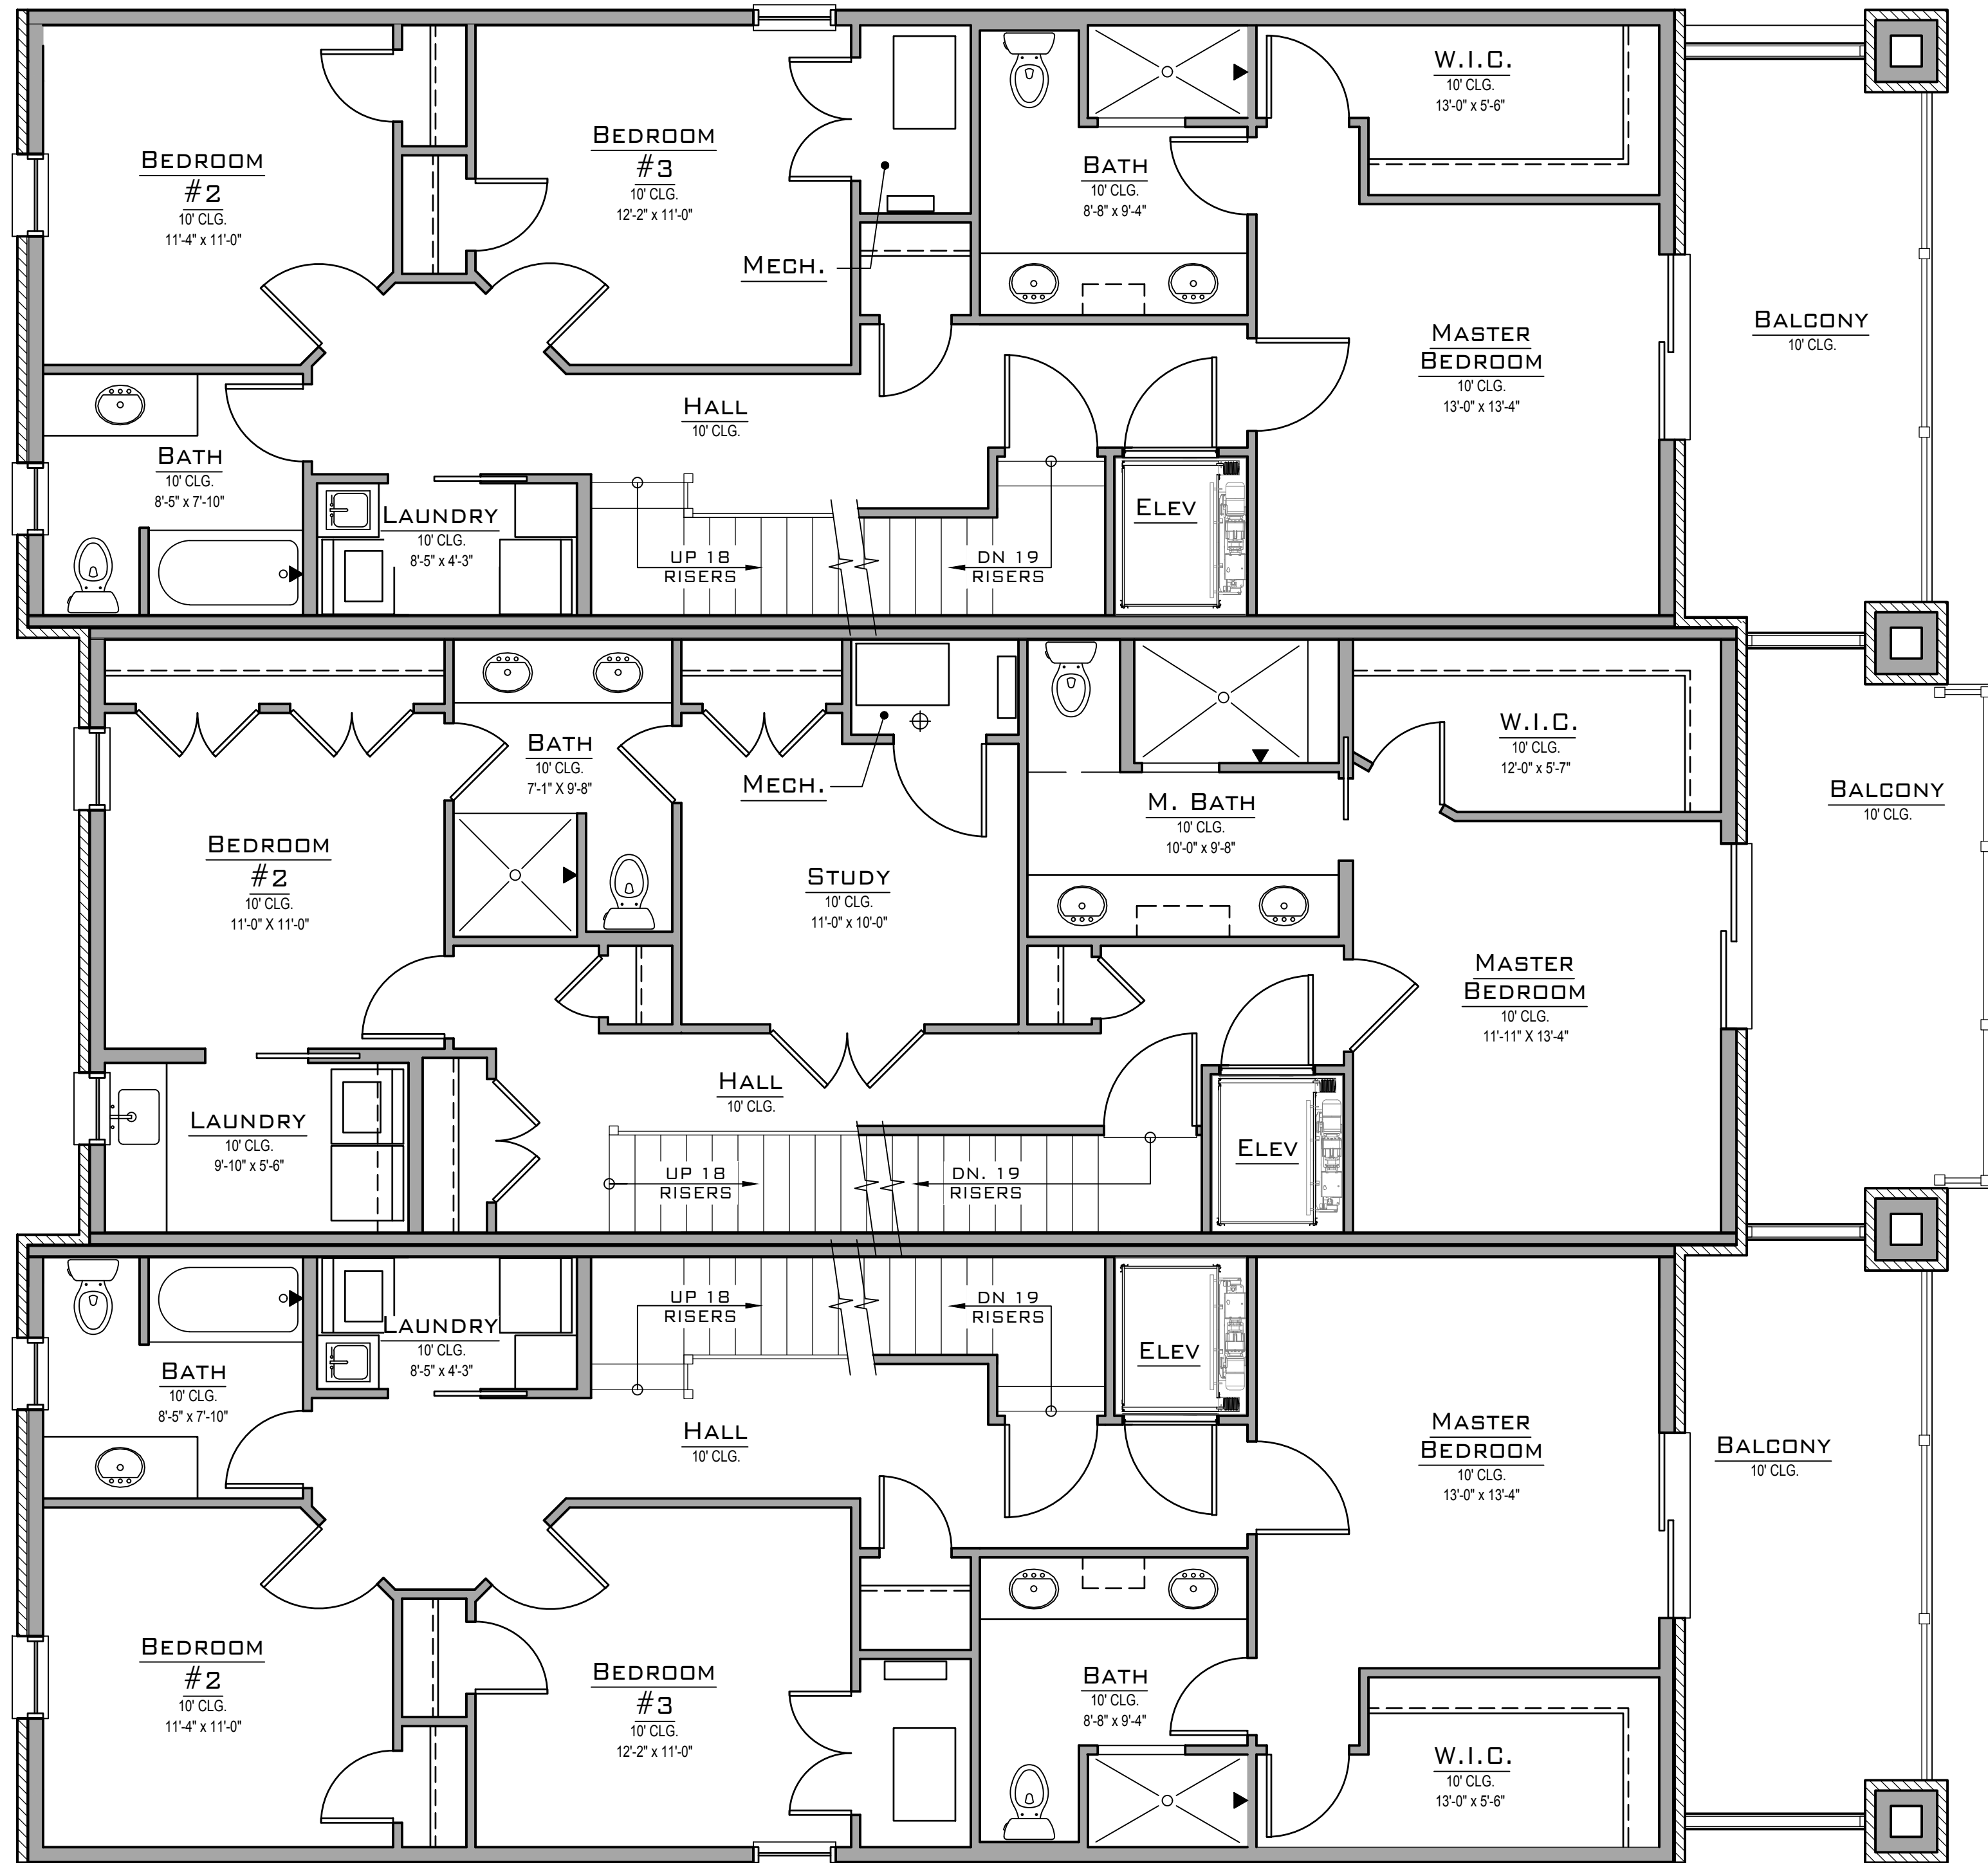 BEDROOM
#2
10' CLG.
11'-4" x 11'-0"
BEDROOM
#3
10' CLG.
12'-2" x 11'-0"
MECH.
BATH
10' CLG.
8'-8" x 9'-4"
W.I.C.
10' CLG.
13'-0" x 5'-6"
MASTER
BEDROOM
10' CLG.
13'-0" x 13'-4"
BALCONY
10' CLG.
HALL
10' CLG.
BATH
10' CLG.
8'-5" x 7'-10"
LAUNDRY
10' CLG.
8'-5" x 4'-3"
UP 18
RISERS
DN 19
RISERS
ELEV
BEDROOM
#2
10' CLG.
11'-0" X 11'-0"
BATH
10' CLG.
7'-1" X 9'-8"
MECH.
STUDY
10' CLG.
11'-0" x 10'-0"
M. BATH
10' CLG.
10'-0" x 9'-8"
W.I.C.
10' CLG.
12'-0" x 5'-7"
BALCONY
10' CLG.
MASTER
BEDROOM
10' CLG.
11'-11" X 13'-4"
HALL
10' CLG.
LAUNDRY
10' CLG.
9'-10" x 5'-6"
UP 18
RISERS
DN. 19
RISERS
ELEV
BATH
10' CLG.
8'-5" x 7'-10"
LAUNDRY
10' CLG.
8'-5" x 4'-3"
UP 18
RISERS
DN 19
RISERS
ELEV
HALL
10' CLG.
MASTER
BEDROOM
10' CLG.
13'-0" x 13'-4"
BALCONY
10' CLG.
BEDROOM
#2
10' CLG.
11'-4" x 11'-0"
BEDROOM
#3
10' CLG.
12'-2" x 11'-0"
BATH
10' CLG.
8'-8" x 9'-4"
W.I.C.
10' CLG.
13'-0" x 5'-6"